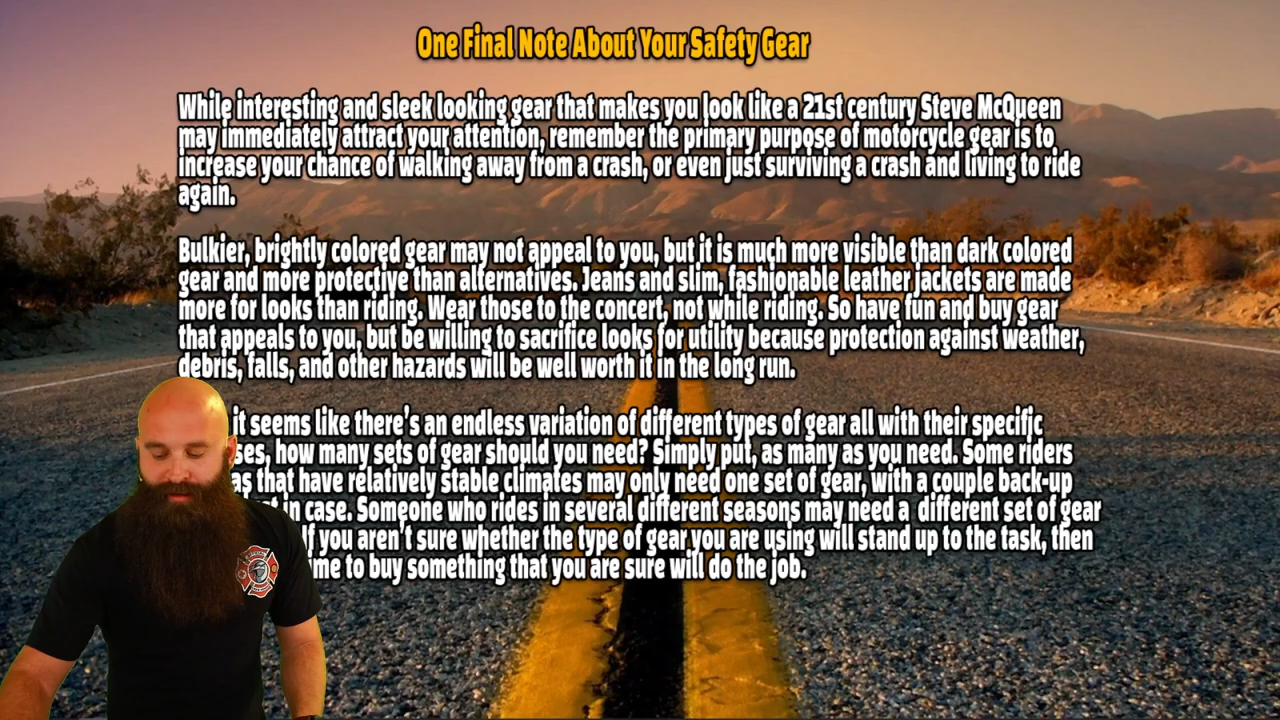 One Final Note About Your Safety Gear
While interesting and sleek looking gear that makes you look like a 21st century Steve McQueen
may immediately attract your attention, remember the primary purpose of motorcycle gear is to
increase your chance of walking away from a crash, or even just surviving a crash and living to ride
again.
Bulkier, brightly colored gear may not appeal to you, but it is much more visible than dark colored
gear and more protective than alternatives. Jeans and slim, fashionable leather jackets are made
more for looks than riding. Wear those to the concert, not while riding. So have fun and buy gear
that appeals to you, but be willing to sacrifice looks for utility because protection against weather,
debris, falls, and other hazards will be well worth it in the long run.
it seems like there's an endless variation of different types of gear all with their specific
how many sets of gear should you need? Simply put, as many as you need. Some riders
that have relatively stable climates may only need one set of gear, with a couple back-up
in case. Someone who rides in several different seasons may need a different set of gear
If you aren't sure whether the type of gear you are using will stand up to the task, then
to buy something that you are sure will do the job.